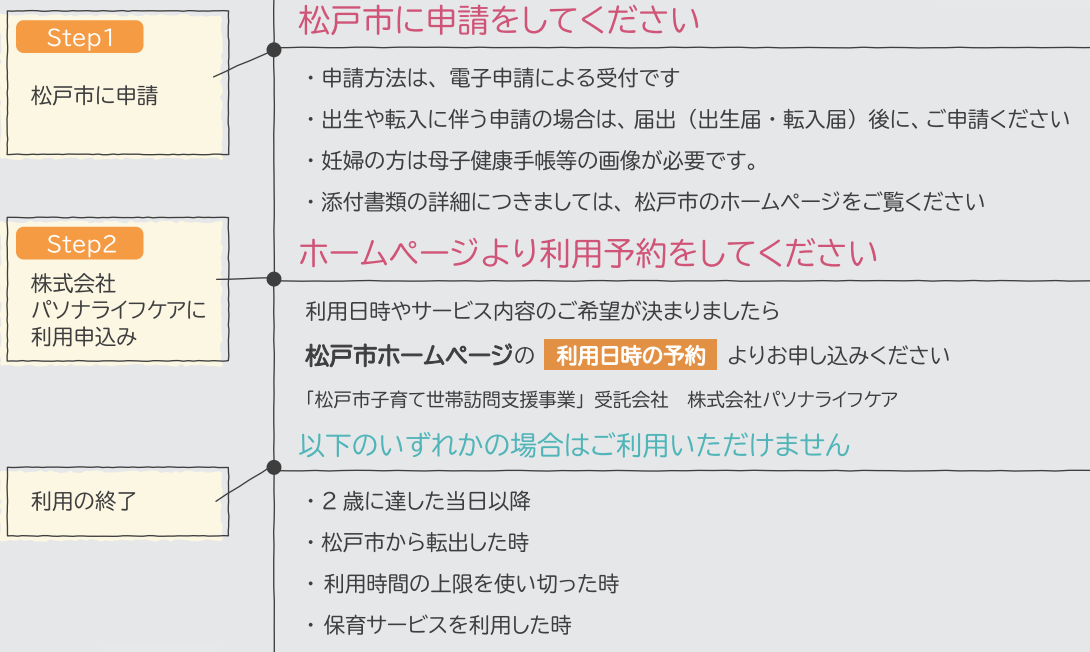 Step1
松戸市に申請
松戸市に申請をしてください
・申請方法は、電子申請による受付です
・出生や転入に伴う申請の場合は、届出（出生届・転入届）後に、ご申請ください
・妊婦の方は母子健康手帳等の画像が必要です。
・添付書類の詳細につきましては、松戸市のホームページをご覧ください
Step2
株式会社
パソナライフケアに
利用申込み
ホームページより利用予約をしてください
利用日時やサービス内容のご希望が決まりましたら
松戸市ホームページの 利用日時の予約 よりお申し込みください
「松戸市子育て世帯訪問支援事業」受託会社　株式会社パソナライフケア
利用の終了
以下のいずれかの場合はご利用いただけません
・2 歳に達した当日以降
・松戸市から転出した時
・利用時間の上限を使い切った時
・保育サービスを利用した時